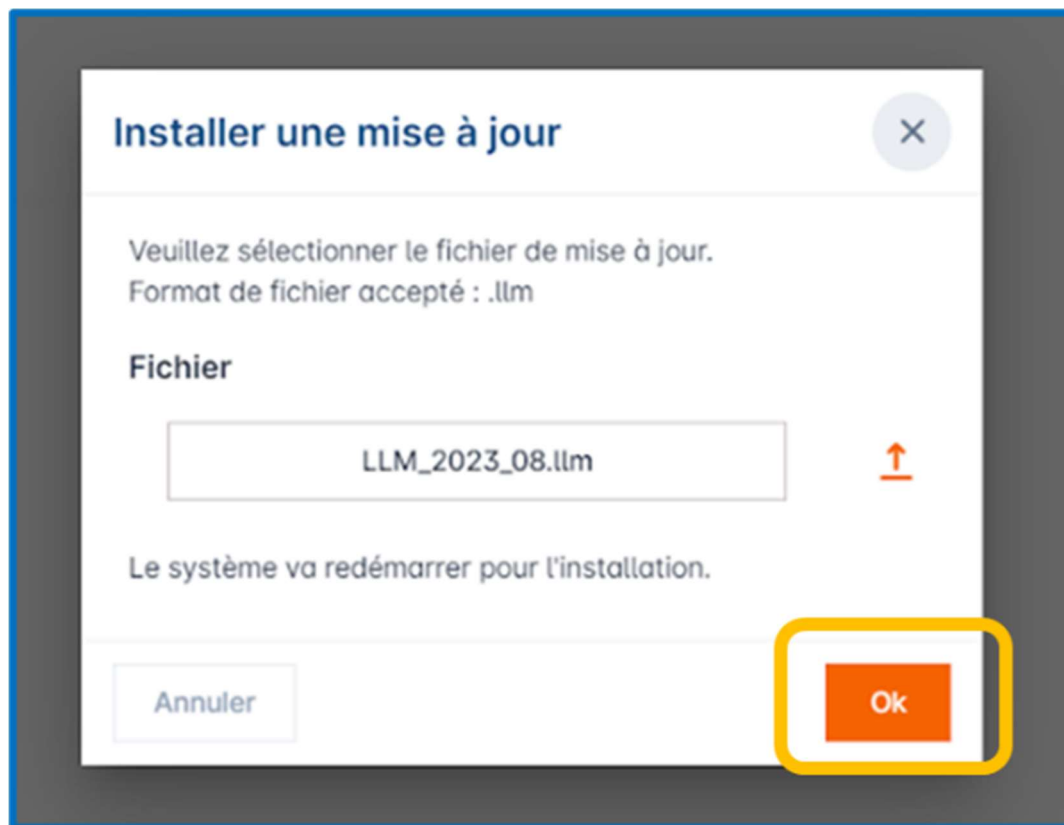 Installer une mise à jour
Veuillez sélectionner le fichier de mise à jour.
Format de fichier accepté : .llm
Fichier
LLM_2023_08.llm
Le système va redémarrer pour l'installation.
Annuler
Ok